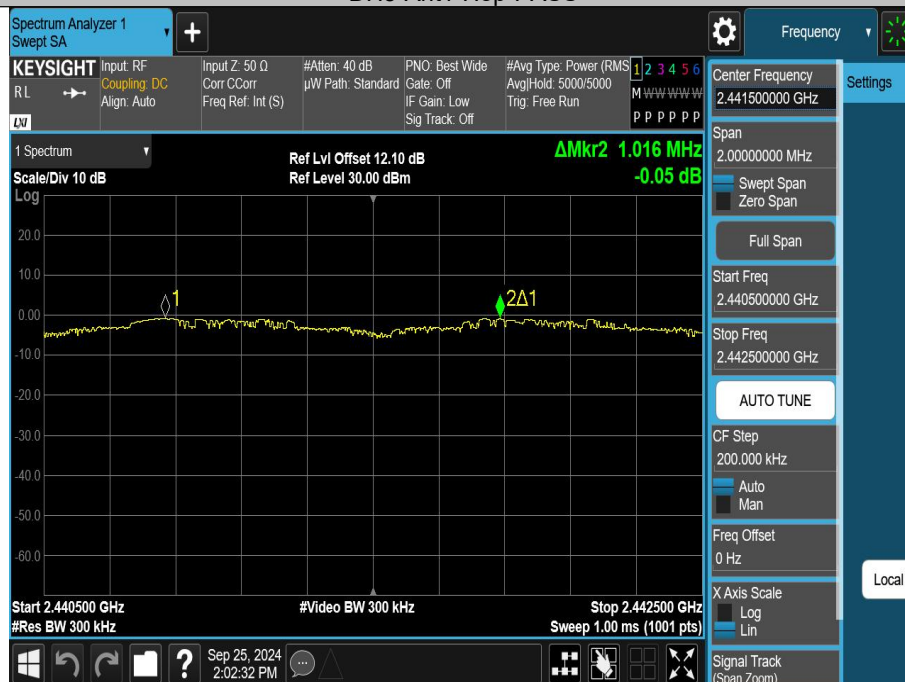 Spectrum Analyzer 1
Swept SA
+
Frequency
KEYSIGHT
RL
LXI
Input: RF
Coupling: DC
Align: Auto
Input Z: 50 Ω
Corr CCorr
Freq Ref: Int (S)
#Atten: 40 dB
µW Path: Standard
PNO: Best Wide
Gate: Off
IF Gain: Low
Sig Track: Off
#Avg Type: Power (RMS
Avg|Hold: 5000/5000
Trig: Free Run
1 2 3 4 5 6
M W W W W W
P P P P P P
1 Spectrum
Scale/Div 10 dB
Log
Ref Lvl Offset 12.10 dB
Ref Level 30.00 dBm
ΔMkr2 1.016 MHz
-0.05 dB
20.0
10.0
0.00
-10.0
-20.0
-30.0
-40.0
-50.0
-60.0
1
2Δ1
Start 2.440500 GHz
#Res BW 300 kHz
#Video BW 300 kHz
Stop 2.442500 GHz
Sweep 1.00 ms (1001 pts)
Center Frequency
2.441500000 GHz
Settings
Span
2.00000000 MHz
Swept Span
Zero Span
Full Span
Start Freq
2.440500000 GHz
Stop Freq
2.442500000 GHz
AUTO TUNE
CF Step
200.000 kHz
Auto
Man
Freq Offset
0 Hz
Local
X Axis Scale
Log
Lin
Signal Track
(Span Zoom)
?
Sep 25, 2024
2:02:32 PM